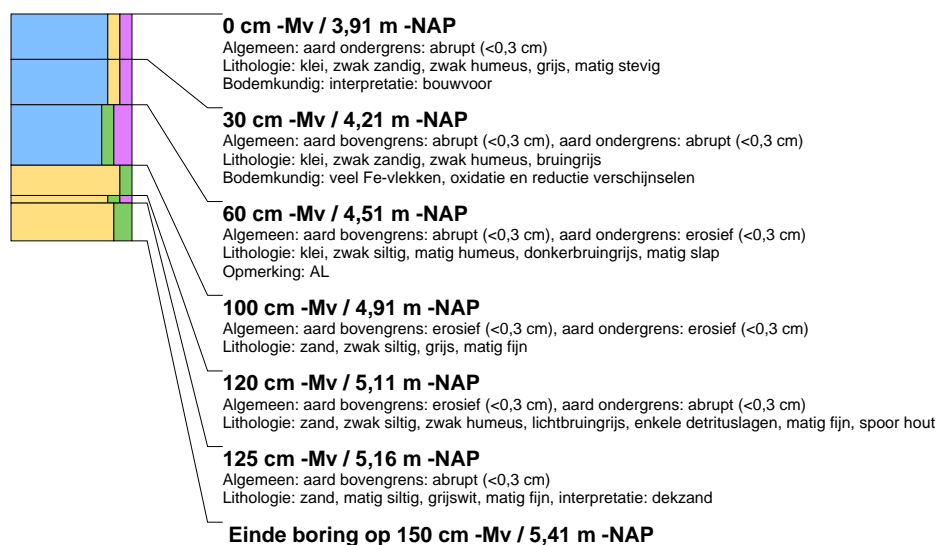 0 cm -Mv / 3,91 m -NAP
Algemeen: aard ondergrens: abrupt (<0,3 cm)
Lithologie: klei, zwak zandig, zwak humeus, grijs, matig stevig
Bodemkundig: interpretatie: bouwvoor
30 cm -Mv / 4,21 m -NAP
Algemeen: aard bovengrens: abrupt (<0,3 cm), aard ondergrens: abrupt (<0,3 cm)
Lithologie: klei, zwak zandig, zwak humeus, bruingrijs
Bodemkundig: veel Fe-vlekken, oxidatie en reductie verschijnselen
60 cm -Mv / 4,51 m -NAP
Algemeen: aard bovengrens: abrupt (<0,3 cm), aard ondergrens: erosief (<0,3 cm)
Lithologie: klei, zwak siltig, matig humeus, donkerbruingrijs, matig slap
Opmerking: AL
100 cm -Mv / 4,91 m -NAP
Algemeen: aard bovengrens: erosief (<0,3 cm), aard ondergrens: erosief (<0,3 cm)
Lithologie: zand, zwak siltig, grijs, matig fijn
120 cm -Mv / 5,11 m -NAP
Algemeen: aard bovengrens: erosief (<0,3 cm), aard ondergrens: abrupt (<0,3 cm)
Lithologie: zand, zwak siltig, zwak humeus, lichtbruingrijs, enkele detrituslagen, matig fijn, spoor hout
125 cm -Mv / 5,16 m -NAP
Algemeen: aard bovengrens: abrupt (<0,3 cm)
Lithologie: zand, matig siltig, grijswit, matig fijn, interpretatie: dekzand
Einde boring op 150 cm -Mv / 5,41 m -NAP